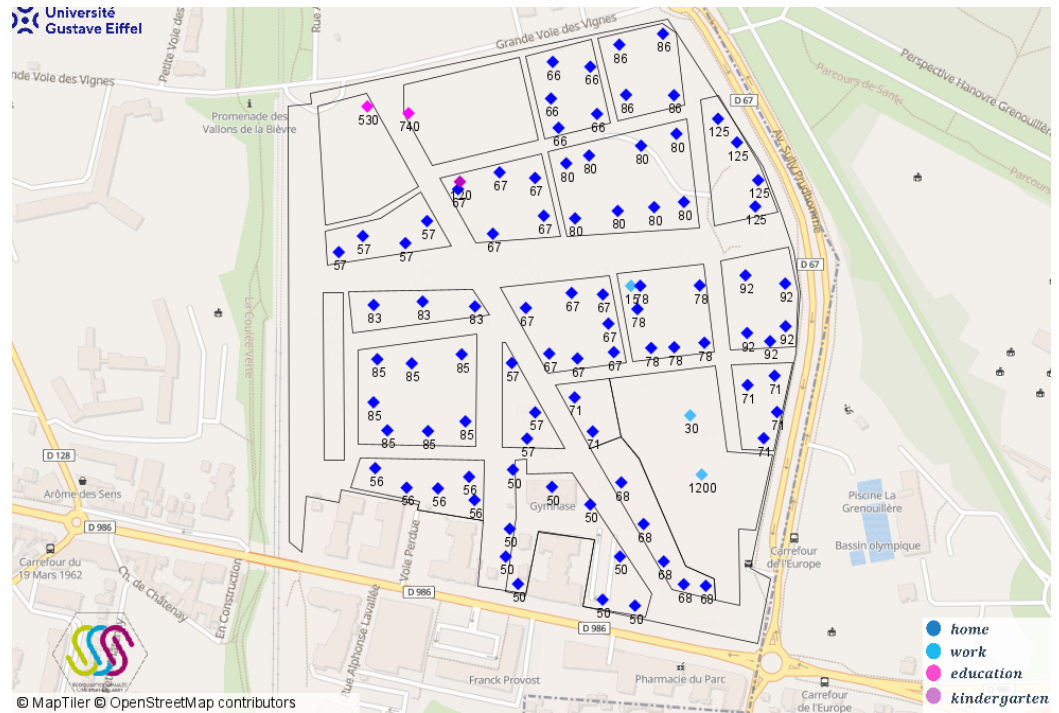 Université
Gustave Eiffel
Grande Voie des Vignes
nde Voie des Vignes
Petite Voie des
Rue A
Promenade des
Vallons de la Bièvre
Perspective Hanovre Grenouillère
Parcours de Santé
Parcours
D 67
Av. Sully Prudhomme
D 67
La Coulée Verte
530
740
66
66
66
66
66
86
86
86
86
125
125
125
125
80
80
80
80
80
80
80
80
120
67
67
67
67
67
57
57
57
57
83
83
83
67
67
67
67
67
67
67
15
78
78
78
78
78
78
92
92
92
92
92
85
85
85
85
85
85
85
57
57
57
71
71
71
71
71
71
30
1200
56
56
56
56
56
50
50
50
50
50
50
50
50
50
68
68
68
68
68
Gymnase
D 128
Arôme des Sens
D 986
Carrefour du
19 Mars 1962
Ch. de Châtenay
En Construction
Voie Perdue
D 986
Rue Alphonse Lavallée
D 986
Franck Provost
Pharmacie du Parc
Piscine La
Grenouillère
Bassin olympique
Carrefour
de l'Europe
Carrefour
de l'Europe
home
work
education
kindergarten
© MapTiler © OpenStreetMap contributors